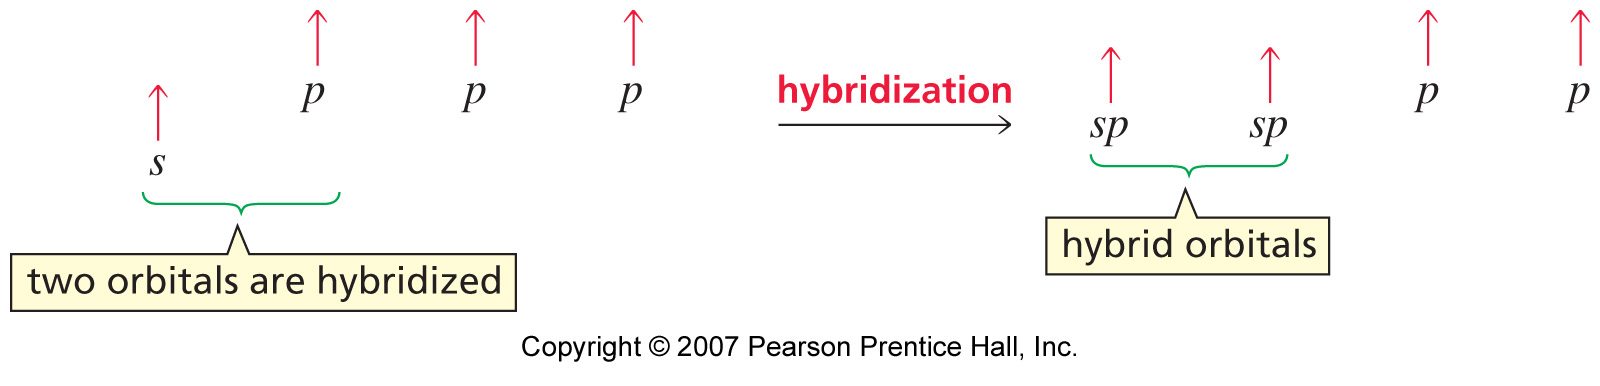 p p p
hybridization
sp sp
p p
s
two orbitals are hybridized
hybrid orbitals
Copyright © 2007 Pearson Prentice Hall, Inc.